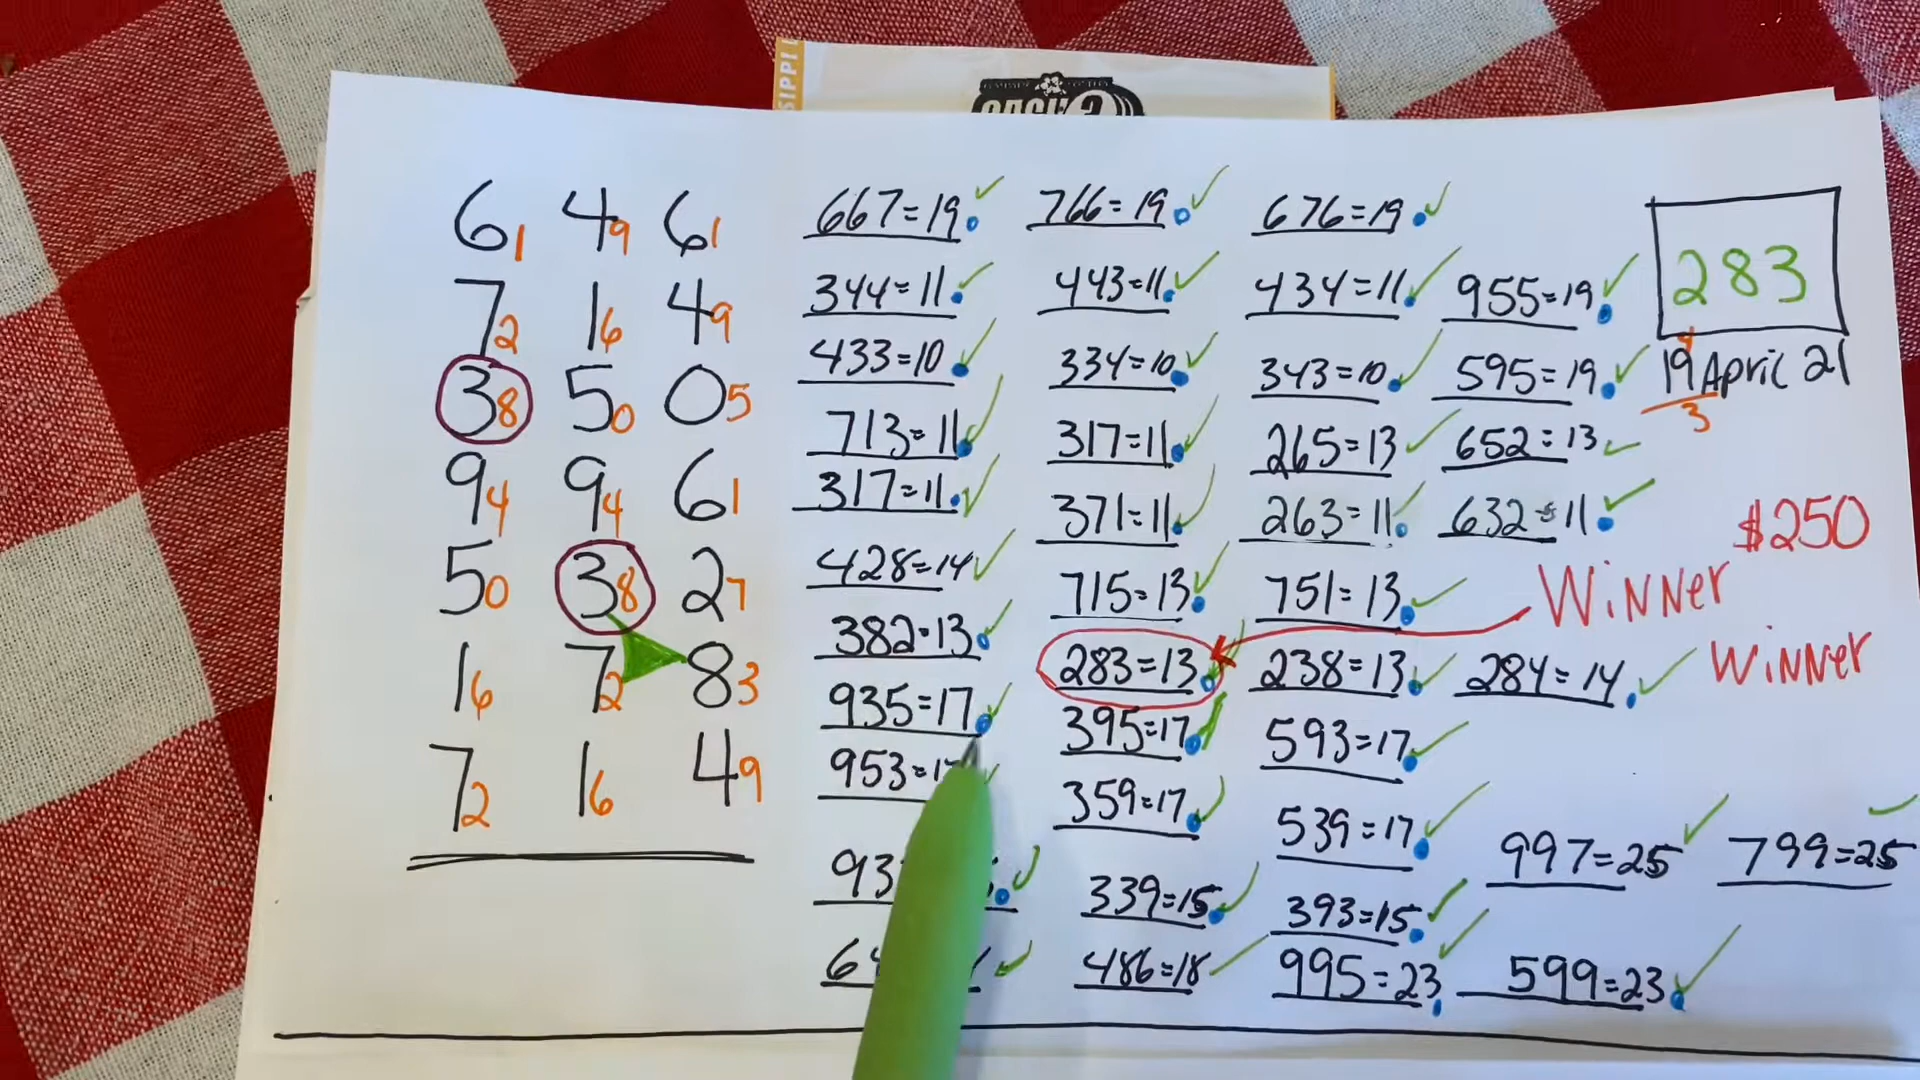 SIPPI
CASH 3
6 1 4 9 6 1
7 2 1 6 4 9
3 8 5 0 0 5
9 4 9 4 6 1
5 0 3 8 2 7
1 6 7 2 8 3
7 2 1 6 4 9
667=19 766=19 676=19
344=11 443=11 434=11 955=19
433=10 334=10 343=10 595=19
713=11 317=11 265=13 652=13
317=11 371=11 263=11 632=11
428=14 715=13 751=13
382=13 283=13 238=13 284=14
935=17 395=17 593=17
359=17 539=17 997=25 799=25
339=15 393=15
486=18 995=23 599=23
283
4
19 April 21
3
$250
WiNNer
WiNNer